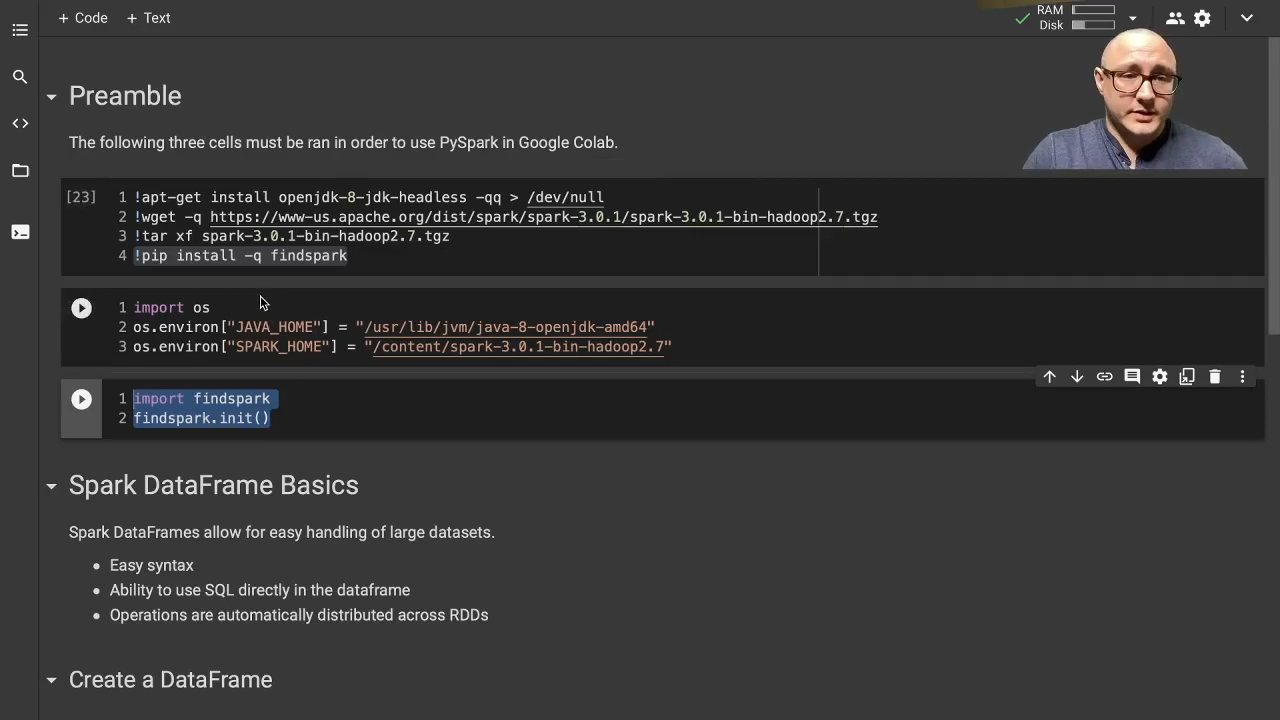 + Code + Text
RAM
Disk
Preamble
The following three cells must be ran in order to use PySpark in Google Colab.
[23]
1 !apt-get install openjdk-8-jdk-headless -qq > /dev/null
2 !wget -q https://www-us.apache.org/dist/spark/spark-3.0.1/spark-3.0.1-bin-hadoop2.7.tgz
3 !tar xf spark-3.0.1-bin-hadoop2.7.tgz
4 !pip install -q findspark
1 import os
2 os.environ["JAVA_HOME"] = "/usr/lib/jvm/java-8-openjdk-amd64"
3 os.environ["SPARK_HOME"] = "/content/spark-3.0.1-bin-hadoop2.7"
1 import findspark
2 findspark.init()
Spark DataFrame Basics
Spark DataFrames allow for easy handling of large datasets.
• Easy syntax
• Ability to use SQL directly in the dataframe
• Operations are automatically distributed across RDDs
Create a DataFrame